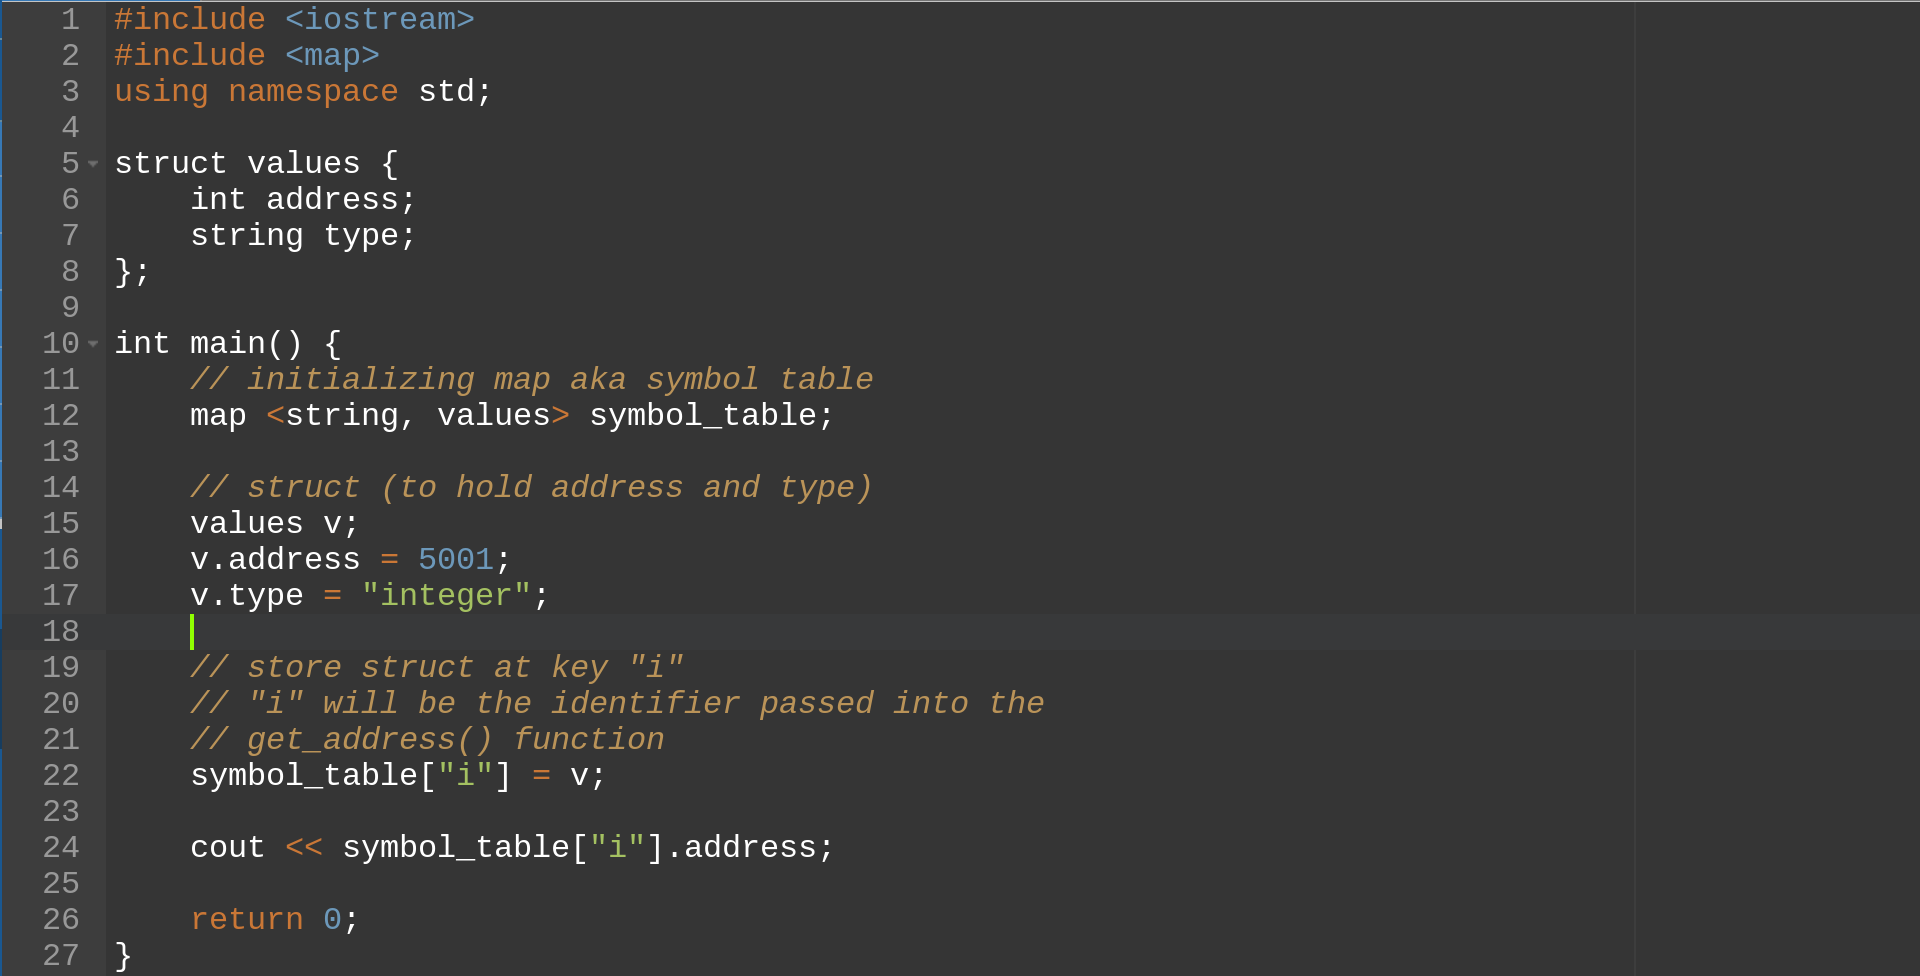 1 #include <iostream>
2 #include <map>
3 using namespace std;
4
5 struct values {
6     int address;
7     string type;
8 };
9
10 int main() {
11     // initializing map aka symbol table
12     map <string, values> symbol_table;
13
14     // struct (to hold address and type)
15     values v;
16     v.address = 5001;
17     v.type = "integer";
18
19     // store struct at key "i"
20     // "i" will be the identifier passed into the
21     // get_address() function
22     symbol_table["i"] = v;
23
24     cout << symbol_table["i"].address;
25
26     return 0;
27 }